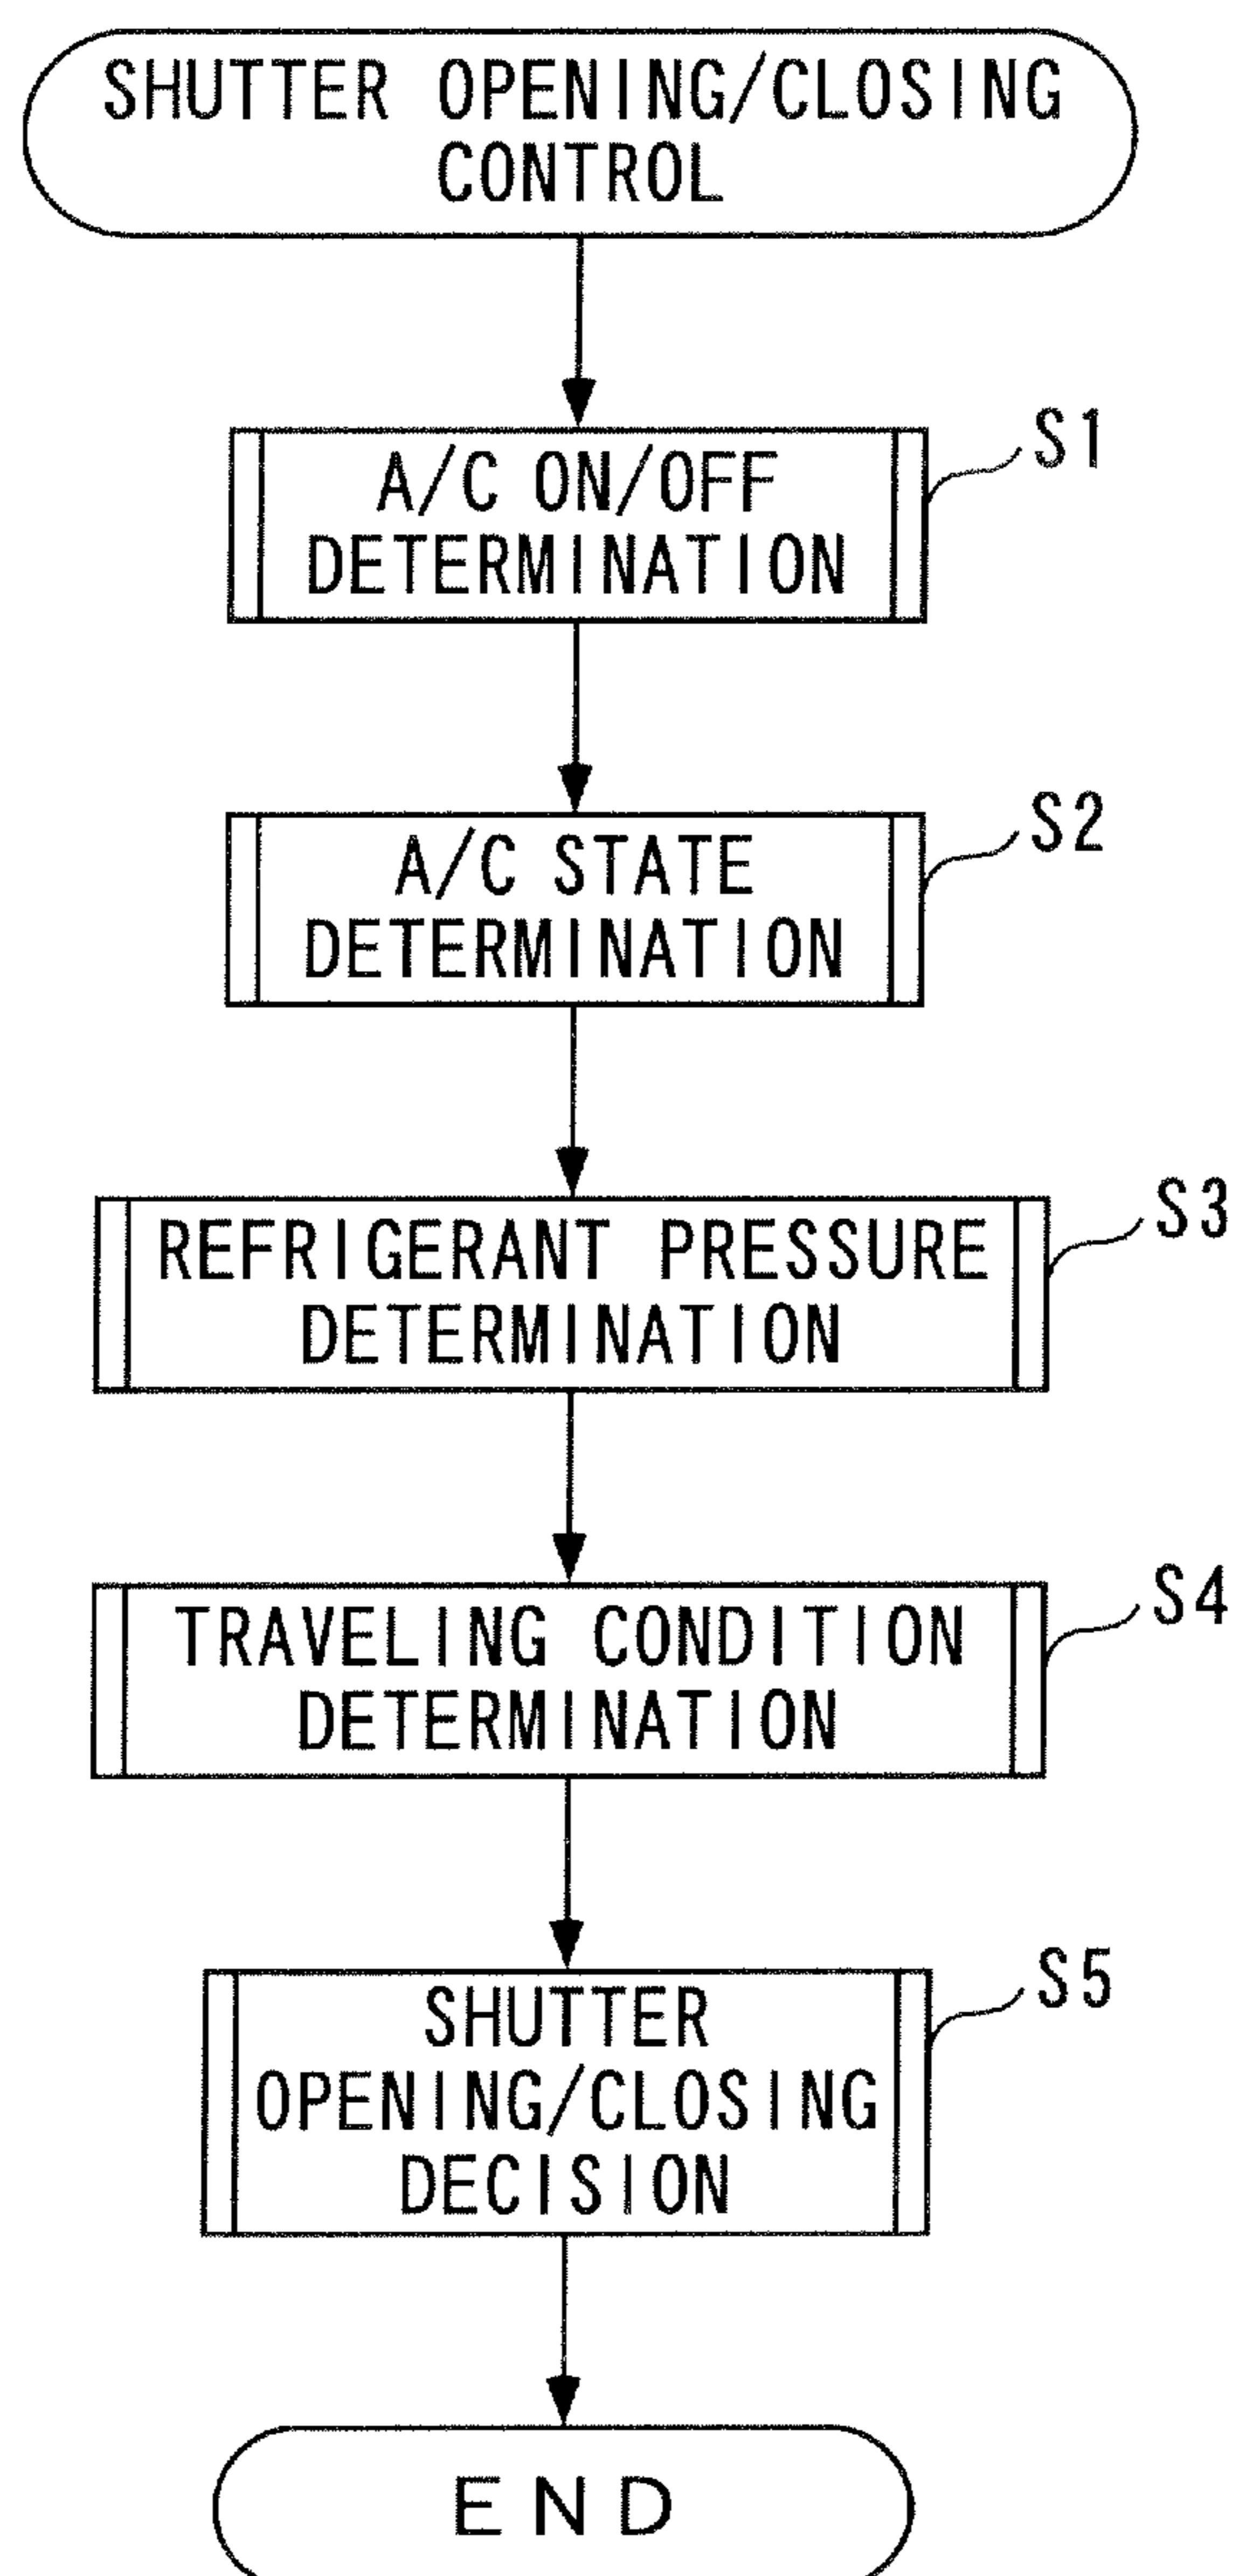 SHUTTER OPENING/CLOSING
CONTROL
A/C ON/OFF
DETERMINATION
S1
A/C STATE
DETERMINATION
S2
REFRIGERANT PRESSURE
DETERMINATION
S3
TRAVELING CONDITION
DETERMINATION
S4
SHUTTER
OPENING/CLOSING
DECISION
S5
END